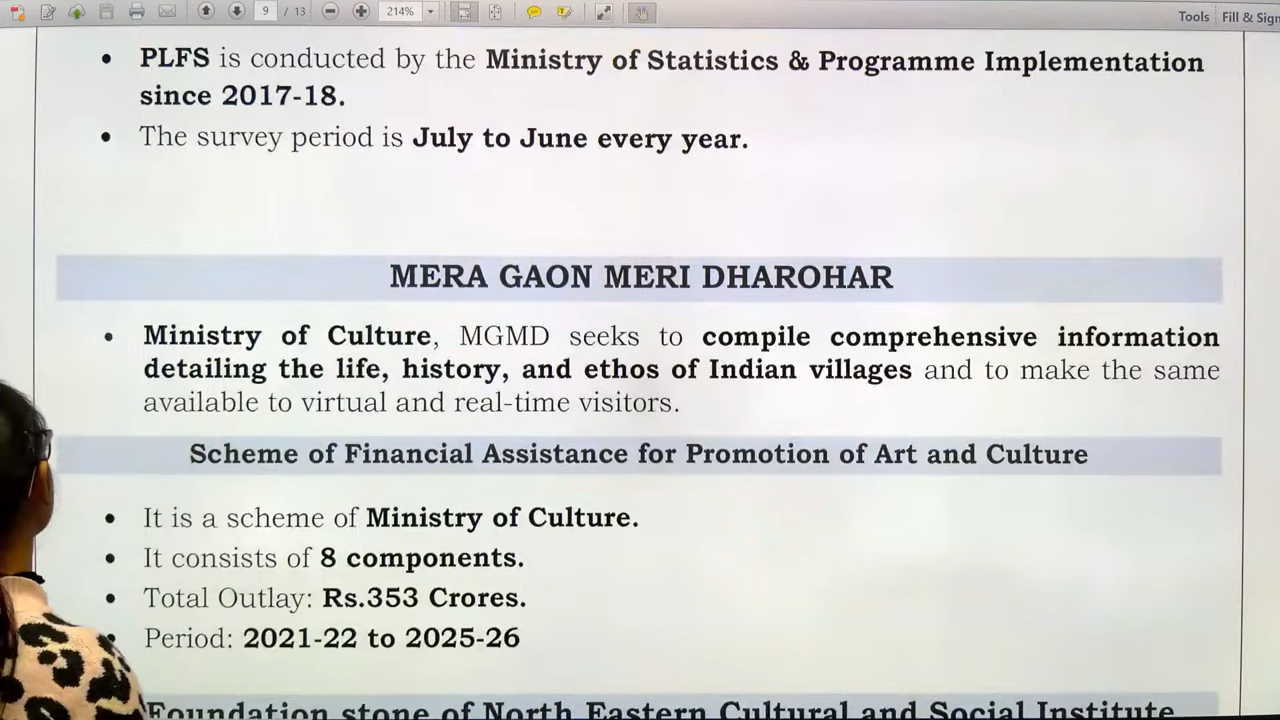 9 / 13
214%
Tools
Fill & Sign
• PLFS is conducted by the Ministry of Statistics & Programme Implementation
since 2017-18.
• The survey period is July to June every year.
MERA GAON MERI DHAROHAR
• Ministry of Culture, MGMD seeks to compile comprehensive information
detailing the life, history, and ethos of Indian villages and to make the same
available to virtual and real-time visitors.
Scheme of Financial Assistance for Promotion of Art and Culture
• It is a scheme of Ministry of Culture.
• It consists of 8 components.
• Total Outlay: Rs.353 Crores.
• Period: 2021-22 to 2025-26
Foundation stone of North Eastern Cultural and Social Institute